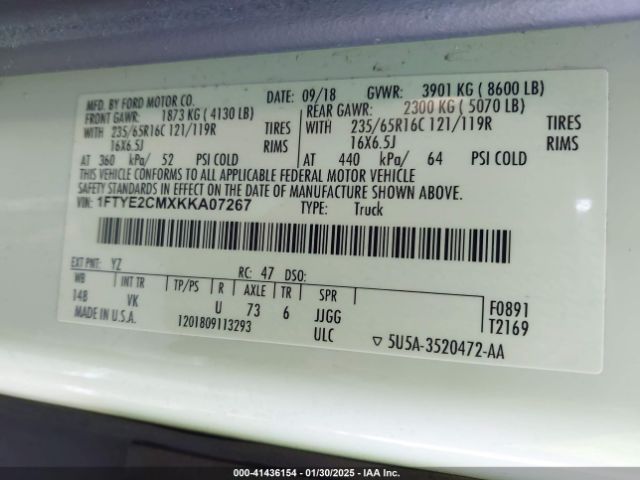 MFD. BY FORD MOTOR CO. DATE: 09/18 GVWR: 3901 KG ( 8600 LB)
FRONT GAWR: 1873 KG ( 4130 LB) REAR GAWR: 2300 KG ( 5070 LB)
WITH 235/65R16C 121/119R TIRES WITH 235/65R16C 121/119R TIRES
16X6.5J RIMS 16X6.5J RIMS
AT 360 kPa/ 52 PSI COLD AT 440 kPa/ 64 PSI COLD
THIS VEHICLE CONFORMS TO ALL APPLICABLE FEDERAL MOTOR VEHICLE
SAFETY STANDARDS IN EFFECT ON THE DATE OF MANUFACTURE SHOWN ABOVE.
VIN: 1FTYE2CMXKKA07267 TYPE: Truck
EXT PNT: YZ RC: 47 DSO:
WB INT TR TP/PS R AXLE TR SPR
148 VK U 73 6 JJGG
F0891
T2169
MADE IN U.S.A. 1201809113293 ULC ▽ 5U5A-3520472-AA
000-41436154 - 01/30/2025 - IAA Inc.